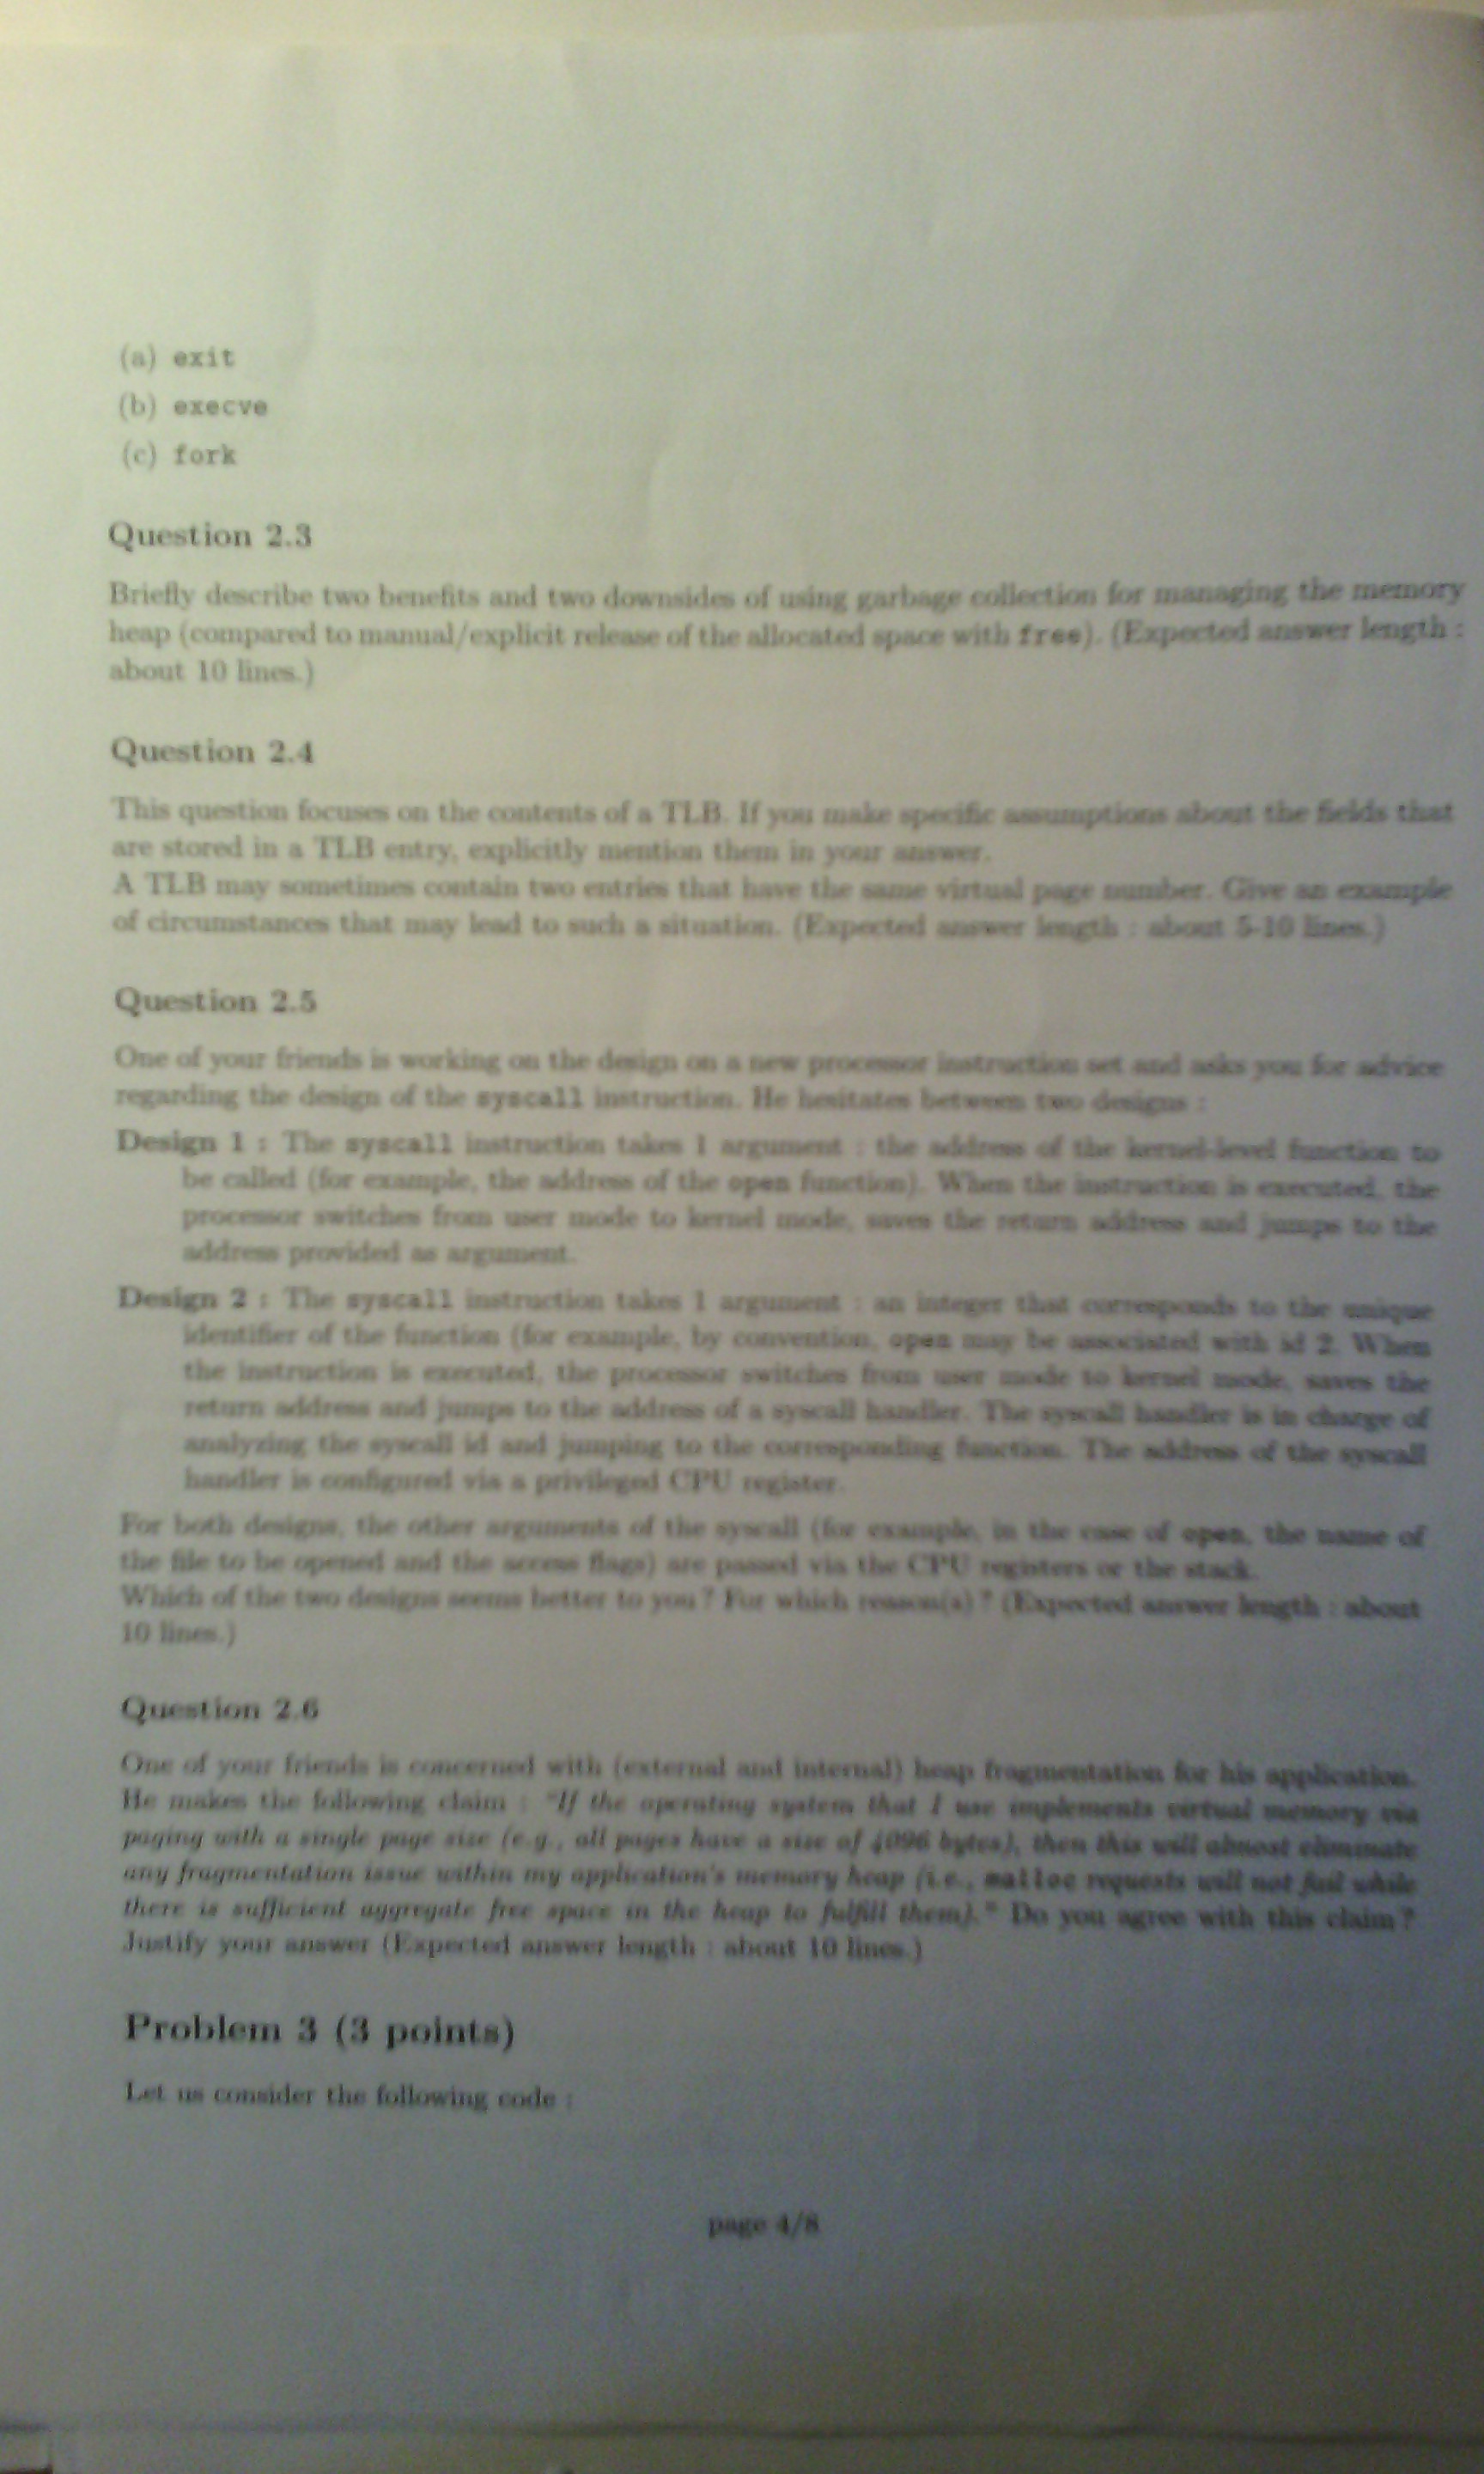 (a) exit
(b) execve
(c) fork
Question 2.3
Briefly describe two benefits and two downsides of using garbage collection for managing the memory
heap (compared to manual/explicit release of the allocated space with free). (Expected answer length :
about 10 lines.)
Question 2.4
This question focuses on the contents of a TLB. If you make specific assumptions about the fields that
are stored in a TLB entry, explicitly mention them in your answer.
A TLB may sometimes contain two entries that have the same virtual page number. Give an example
of circumstances that may lead to such a situation. (Expected answer length : about 5-10 lines.)
Question 2.5
One of your friends is working on the design on a new processor instruction set and asks you for advice
regarding the design of the syscall instruction. He hesitates between two designs :
Design 1 : The syscall instruction takes 1 argument : the address of the kernel-level function to
be called (for example, the address of the open function). When the instruction is executed, the
processor switches from user mode to kernel mode, saves the return address and jumps to the
address provided as argument.
Design 2 : The syscall instruction takes 1 argument : an integer that corresponds to the unique
identifier of the function (for example, by convention, open may be associated with id 2. When
the instruction is executed, the processor switches from user mode to kernel mode, saves the
return address and jumps to the address of a syscall handler. The syscall handler is in charge of
analyzing the syscall id and jumping to the corresponding function. The address of the syscall
handler is configured via a privileged CPU register.
For both designs, the other arguments of the syscall (for example, in the case of open, the name of
the file to be opened and the access flags) are passed via the CPU registers or the stack.
Which of the two designs seems better to you ? For which reason(s) ? (Expected answer length : about
10 lines.)
Question 2.6
One of your friends is concerned with (external and internal) heap fragmentation for his application.
He makes the following claim : "If the operating system that I use implements virtual memory via
paging with a single page size (e.g., all pages have a size of 4096 bytes), then this will almost eliminate
any fragmentation issue within my application's memory heap (i.e., malloc requests will not fail while
there is sufficient aggregate free space in the heap to fulfill them)." Do you agree with this claim ?
Justify your answer (Expected answer length : about 10 lines.)
Problem 3 (3 points)
Let us consider the following code :
page 4/8